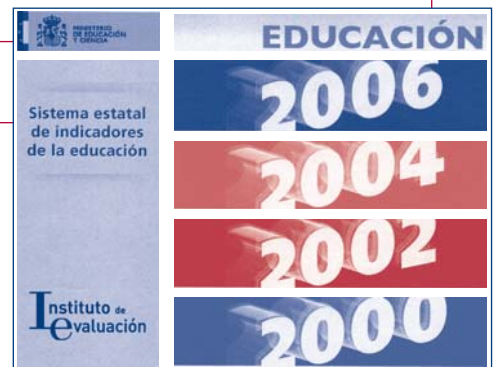 MINISTERIO
DE EDUCACIÓN
Y CIENCIA
EDUCACIÓN
Sistema estatal
de indicadores
de la educación
2006
2004
2002
2000
Instituto de
Evaluación